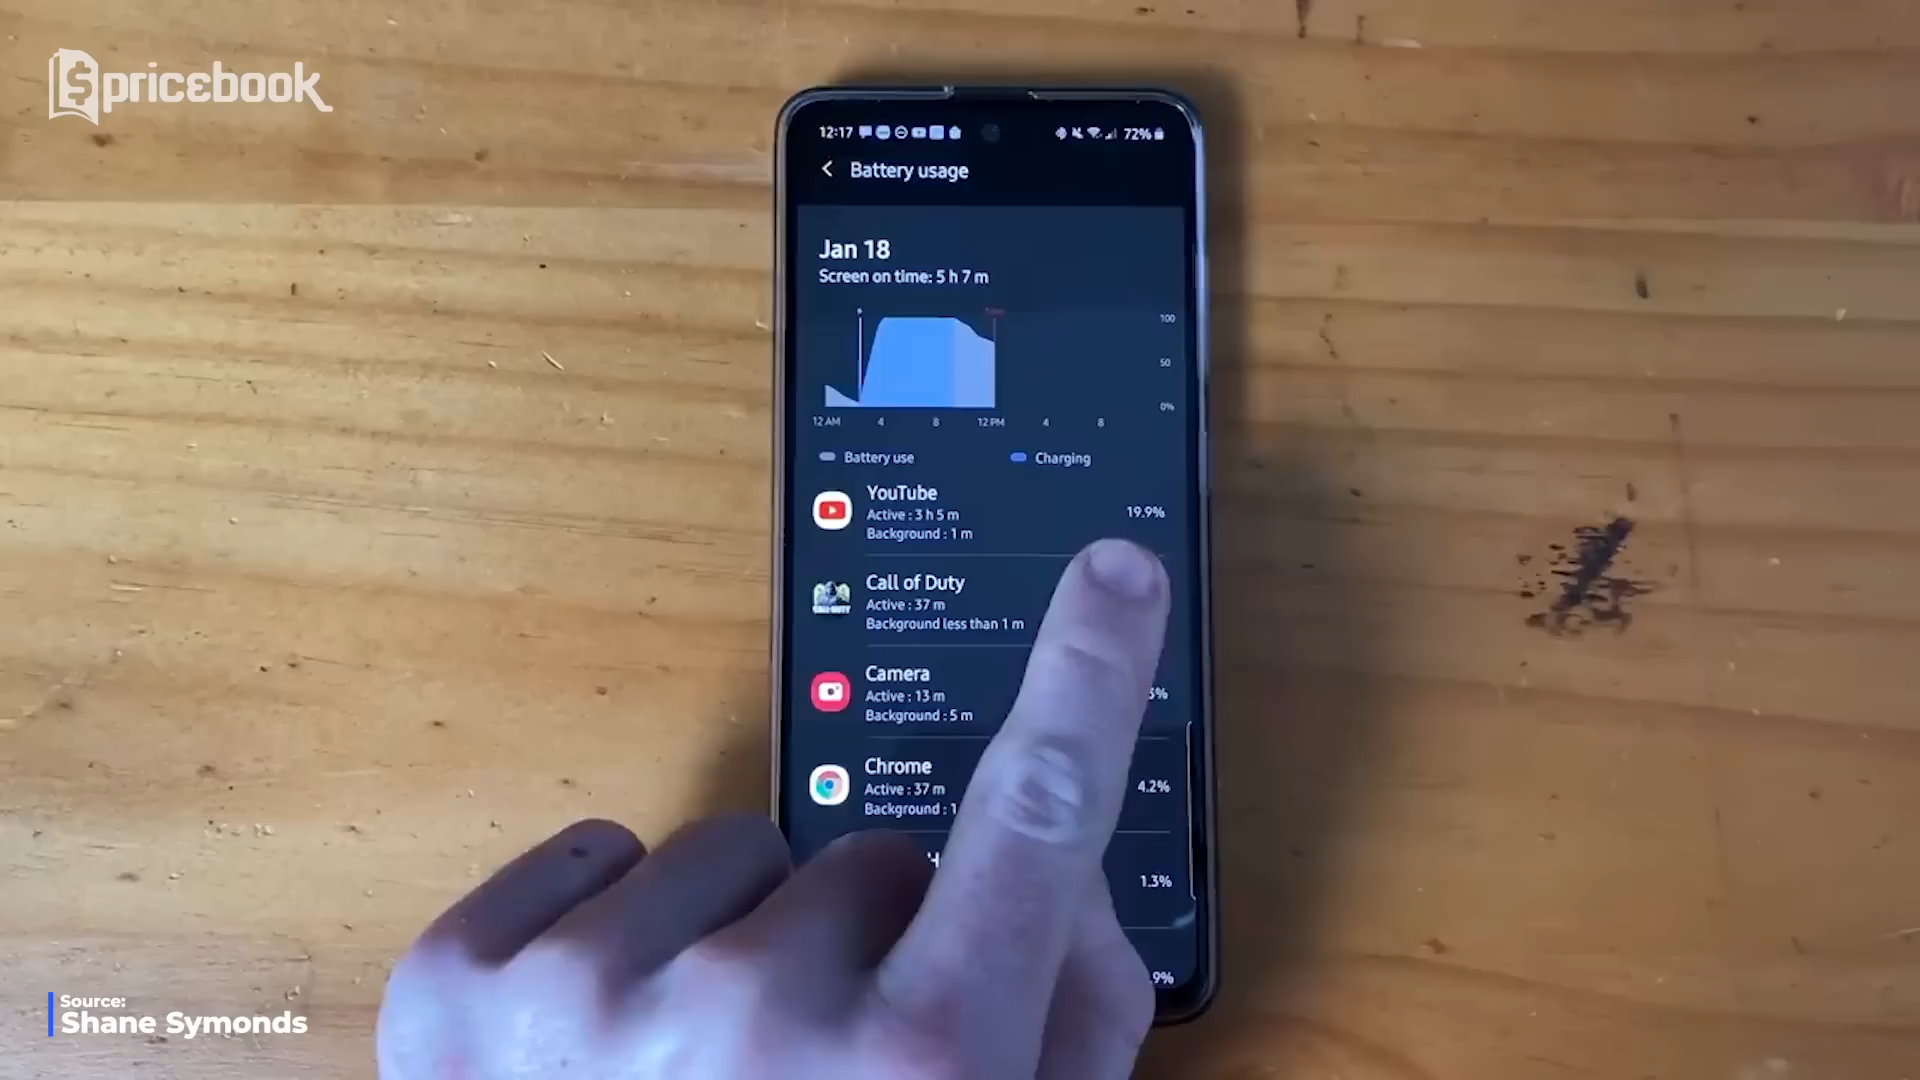 pricebook
12:17
72%
Battery usage
Jan 18
Screen on time: 5 h 7 m
100
50
0%
12 AM 4 8 12 PM 4 8
Battery use Charging
YouTube
Active : 3 h 5 m
19.9%
Background : 1 m
Call of Duty
Active : 37 m
Background less than 1 m
Camera
Active : 13 m
Background : 5 m
Chrome
Active : 37 m
4.2%
Background : 1
1.3%
Source:
Shane Symonds